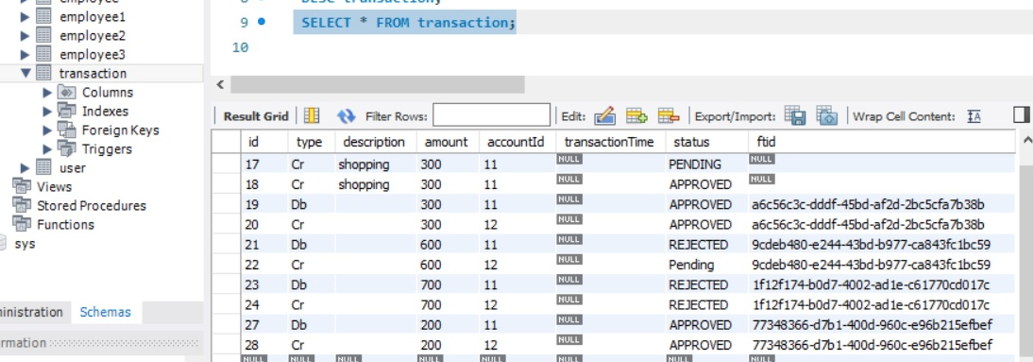 employee1
employee2
employee3
transaction
Columns
Indexes
Foreign Keys
Triggers
user
Views
Stored Procedures
Functions
sys
ministration Schemas
rmation
9 SELECT * FROM transaction;
10
Result Grid Filter Rows: Edit: Export/Import: Wrap Cell Content: IA
id type description amount accountId transactionTime status ftid
17 Cr shopping 300 11 NULL PENDING NULL
18 Cr shopping 300 11 NULL APPROVED NULL
19 Db 300 11 NULL APPROVED a6c56c3c-dddf-45bd-af2d-2bc5cfa7b38b
20 Cr 300 12 NULL APPROVED a6c56c3c-dddf-45bd-af2d-2bc5cfa7b38b
21 Db 600 11 NULL REJECTED 9cdeb480-e244-43bd-b977-ca843fc1bc59
22 Cr 600 12 NULL Pending 9cdeb480-e244-43bd-b977-ca843fc1bc59
23 Db 700 11 NULL REJECTED 1f12f174-b0d7-4002-ad1e-c61770cd017c
24 Cr 700 12 NULL REJECTED 1f12f174-b0d7-4002-ad1e-c61770cd017c
27 Db 200 11 NULL APPROVED 77348366-d7b1-400d-960c-e96b215efbef
28 Cr 200 12 NULL APPROVED 77348366-d7b1-400d-960c-e96b215efbef
NULL NULL NULL NULL NULL NULL NULL NULL